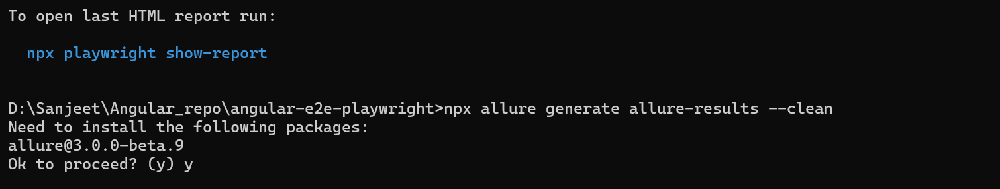 To open last HTML report run:
npx playwright show-report
D:\Sanjeet\Angular_repo\angular-e2e-playwright>npx allure generate allure-results --clean
Need to install the following packages:
allure@3.0.0-beta.9
Ok to proceed? (y) y